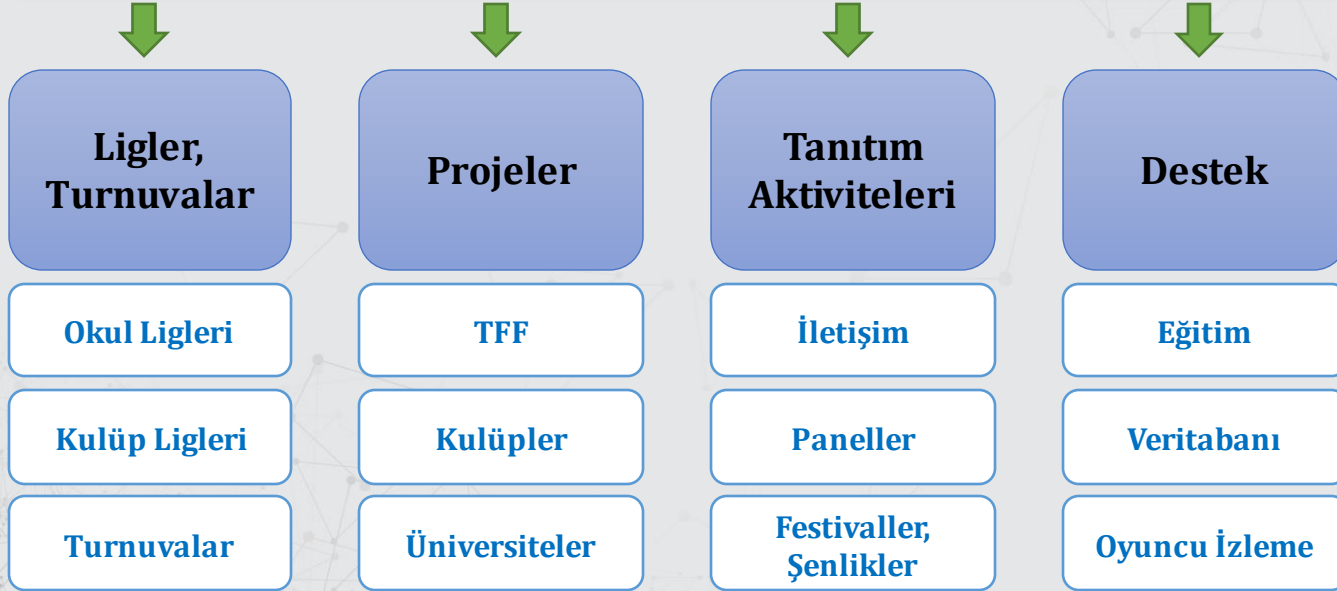 Ligler,
Turnuvalar
Okul Ligleri
Kulüp Ligleri
Turnuvalar
Projeler
TFF
Kulüpler
Üniversiteler
Tanıtım
Aktiviteleri
İletişim
Paneller
Festivaller,
Şenlikler
Destek
Eğitim
Veritabanı
Oyuncu İzleme